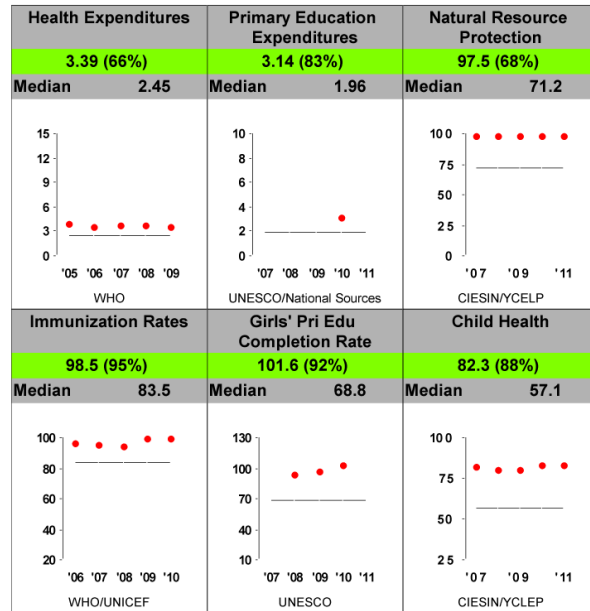 Health Expenditures
3.39 (66%)
Median 2.45
15
12
9
6
3
0
'05 '06 '07 '08 '09
WHO
Primary Education
Expenditures
3.14 (83%)
Median 1.96
10
8
6
4
2
0
'07 '08 '09 '10 '11
UNESCO/National Sources
Natural Resource
Protection
97.5 (68%)
Median 71.2
100
75
50
25
0
'07 '09 '11
CIESIN/YCELP
Immunization Rates
98.5 (95%)
Median 83.5
100
80
60
40
20
'06 '07 '08 '09 '10
WHO/UNICEF
Girls' Pri Edu
Completion Rate
101.6 (92%)
Median 68.8
130
100
70
40
10
'07 '08 '09 '10 '11
UNESCO
Child Health
82.3 (88%)
Median 57.1
100
75
50
25
'07 '09 '11
CIESIN/YCLEP